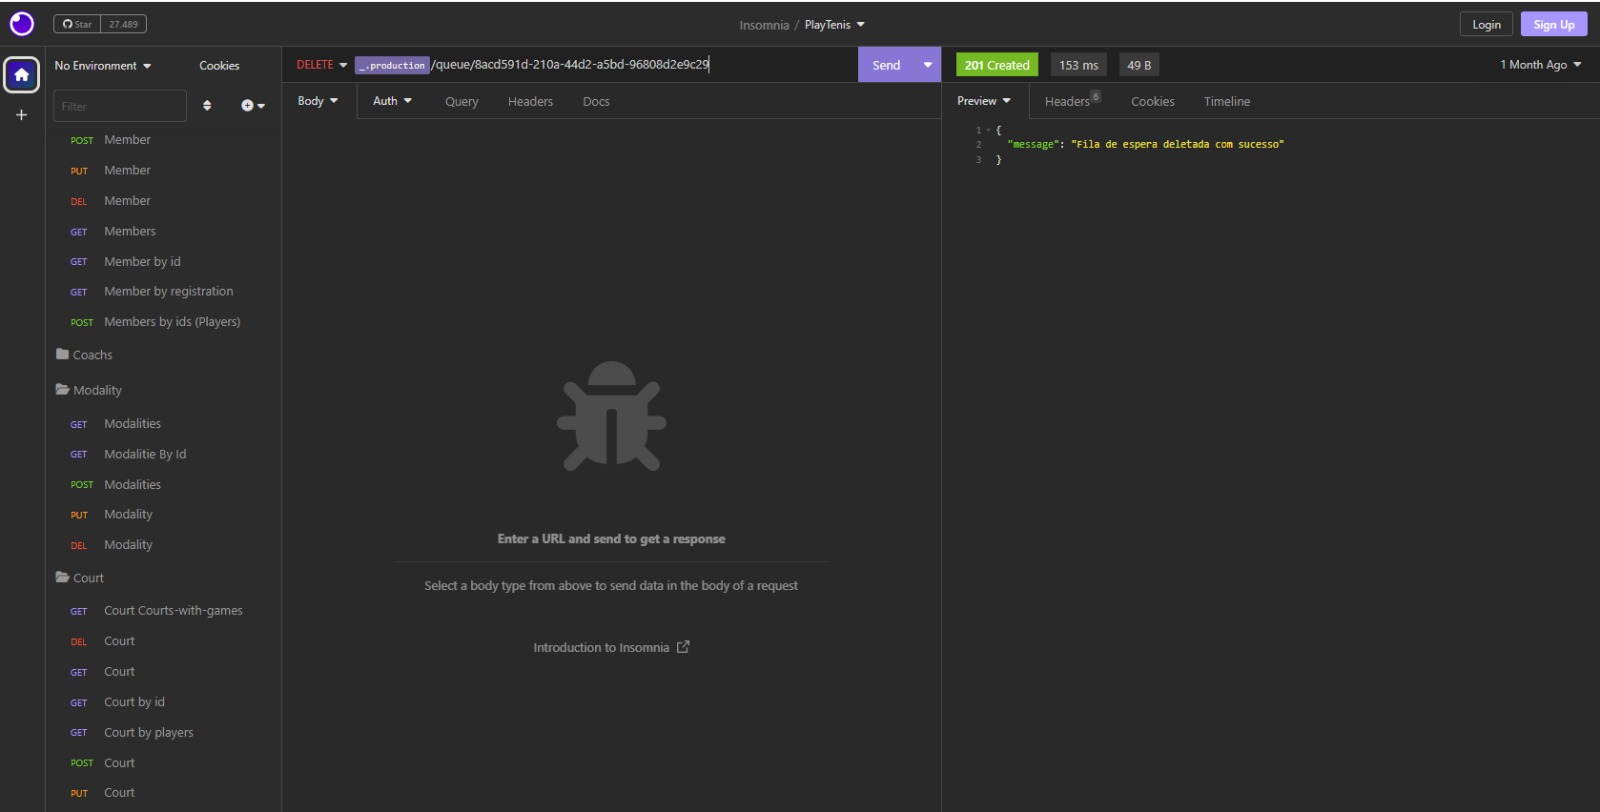 Star 27.489
Insomnia / PlayTenis
Login Sign Up
No Environment Cookies
Filter
POST Member
PUT Member
DEL Member
GET Members
GET Member by id
GET Member by registration
POST Members by ids (Players)
Coachs
Modality
GET Modalities
GET Modalitie By Id
POST Modalities
PUT Modality
DEL Modality
Court
GET Court Courts-with-games
DEL Court
GET Court
GET Court by id
GET Court by players
POST Court
PUT Court
DELETE _.production /queue/8acd591d-210a-44d2-a5bd-96808d2e9c29
Send
Body Auth Query Headers Docs
Enter a URL and send to get a response
Select a body type from above to send data in the body of a request
Introduction to Insomnia
201 Created 153 ms 49 B 1 Month Ago
Preview Headers 6 Cookies Timeline
1 {
2 "message": "Fila de espera deletada com sucesso"
3 }